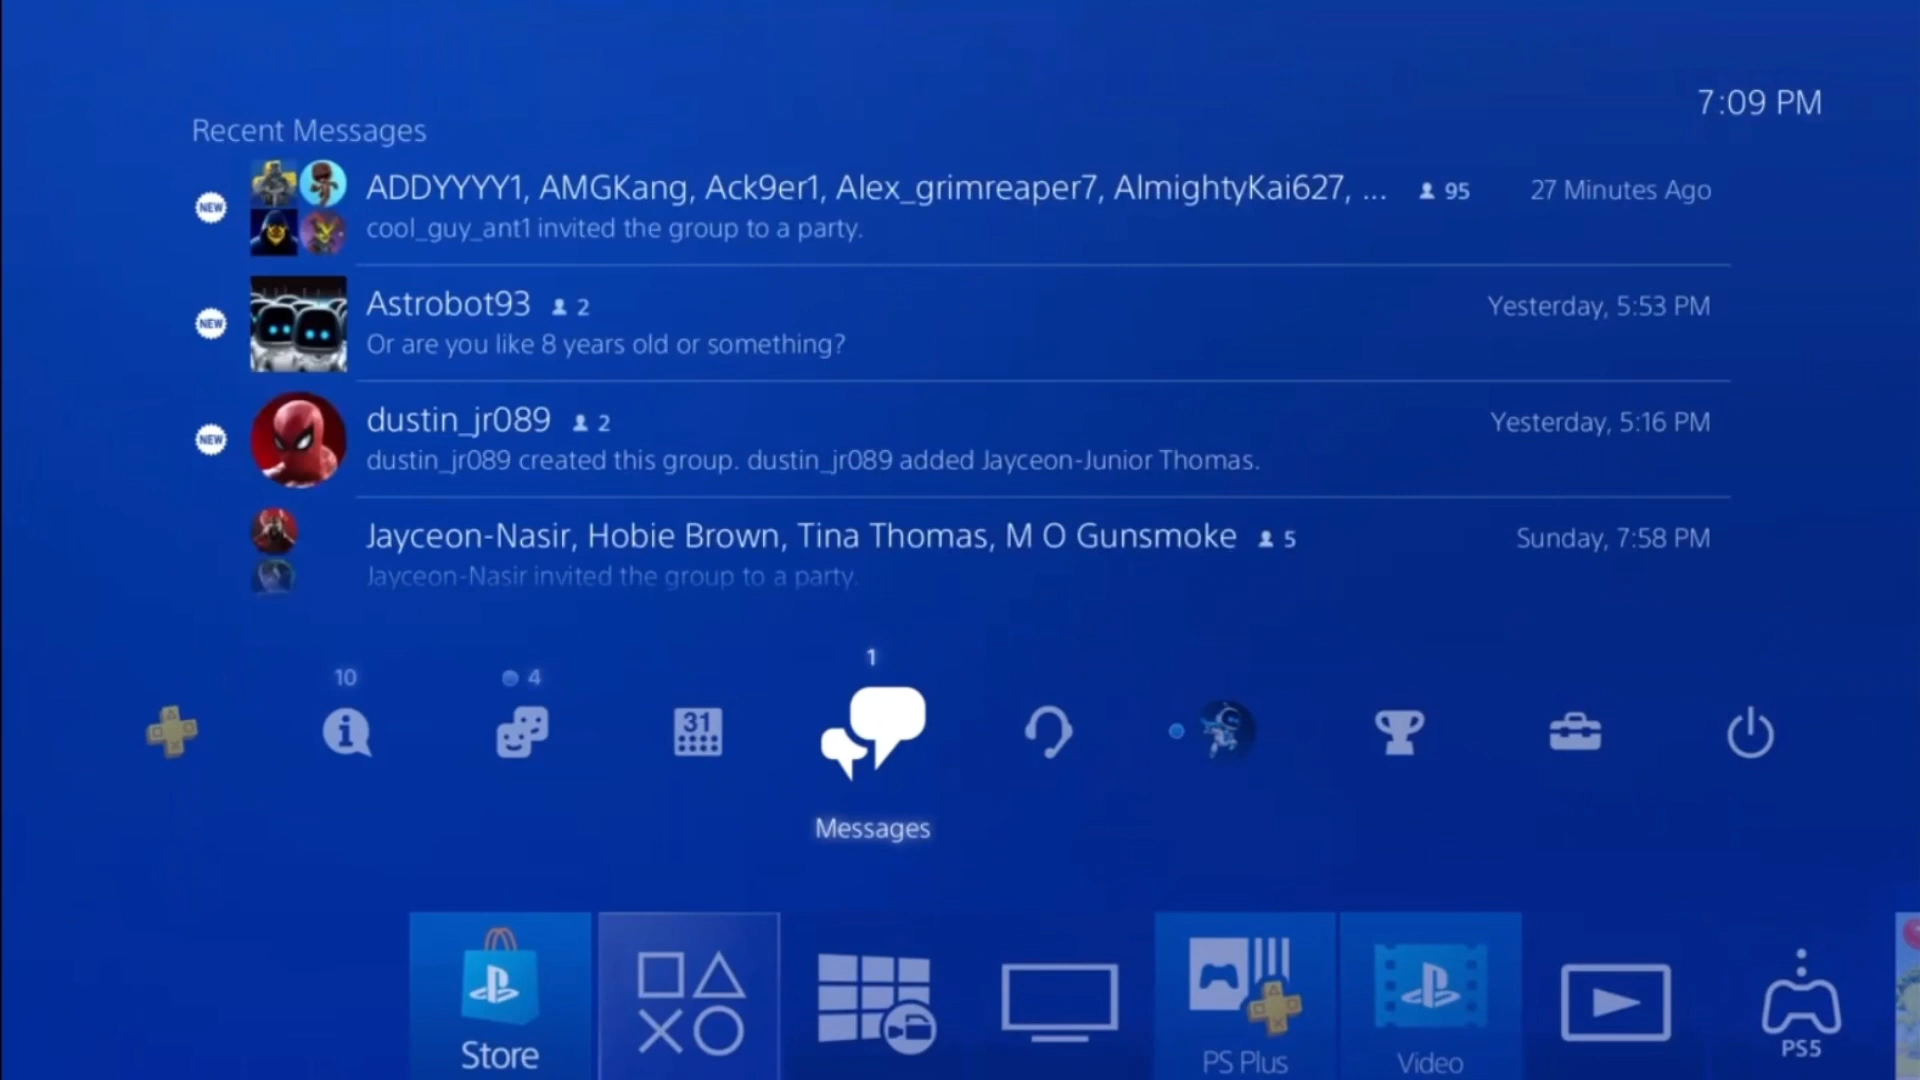 7:09 PM
Recent Messages
NEW
ADDYYYY1, AMGKang, Ack9er1, Alex_grimreaper7, AlmightyKai627, ... 95 27 Minutes Ago
cool_guy_ant1 invited the group to a party.
NEW
Astrobot93 2 Yesterday, 5:53 PM
Or are you like 8 years old or something?
NEW
dustin_jr089 2 Yesterday, 5:16 PM
dustin_jr089 created this group. dustin_jr089 added Jayceon-Junior Thomas.
Jayceon-Nasir, Hobie Brown, Tina Thomas, M O Gunsmoke 5 Sunday, 7:58 PM
Jayceon-Nasir invited the group to a party.
10 4 1
31
Messages
Store
PS Plus
Video
PS5